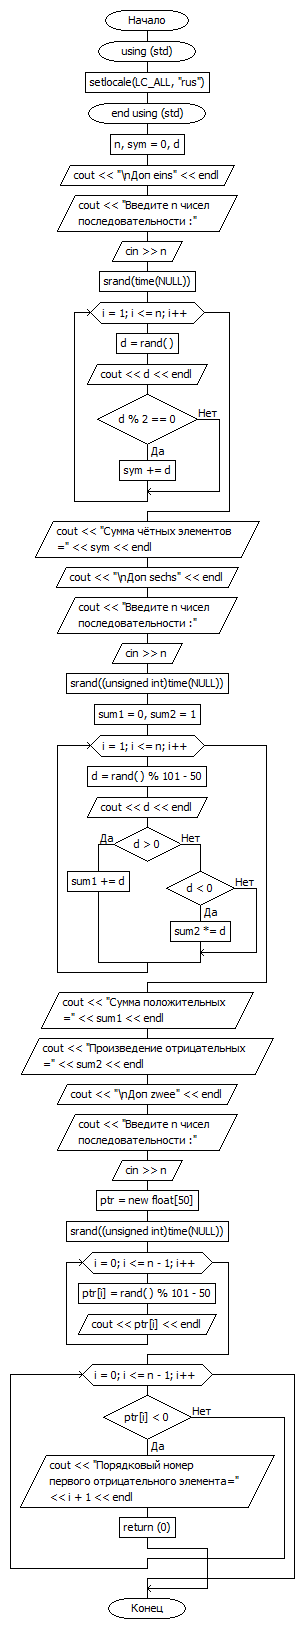 Начало
using (std)
setlocale(LC_ALL, "rus")
end using (std)
n, sym = 0, d
cout << "\nДоп eins" << endl
cout << "Введите n чисел
последовательности :"
cin >> n
srand(time(NULL))
i = 1; i <= n; i++
d = rand( )
cout << d << endl
d % 2 == 0
Нет
Да
sym += d
cout << "Сумма чётных элементов
=" << sym << endl
cout << "\nДоп sechs" << endl
cout << "Введите n чисел
последовательности :"
cin >> n
srand((unsigned int)time(NULL))
sum1 = 0, sum2 = 1
i = 1; i <= n; i++
d = rand( ) % 101 - 50
cout << d << endl
Да
d > 0
Нет
sum1 += d
d < 0
Нет
Да
sum2 *= d
cout << "Сумма положительных
=" << sum1 << endl
cout << "Произведение отрицательных
=" << sum2 << endl
cout << "\nДоп zwee" << endl
cout << "Введите n чисел
последовательности :"
cin >> n
ptr = new float[50]
srand((unsigned int)time(NULL))
i = 0; i <= n - 1; i++
ptr[i] = rand( ) % 101 - 50
cout << ptr[i] << endl
i = 0; i <= n - 1; i++
ptr[i] < 0
Нет
Да
cout << "Порядковый номер
первого отрицательного элемента="
<< i + 1 << endl
return (0)
Конец